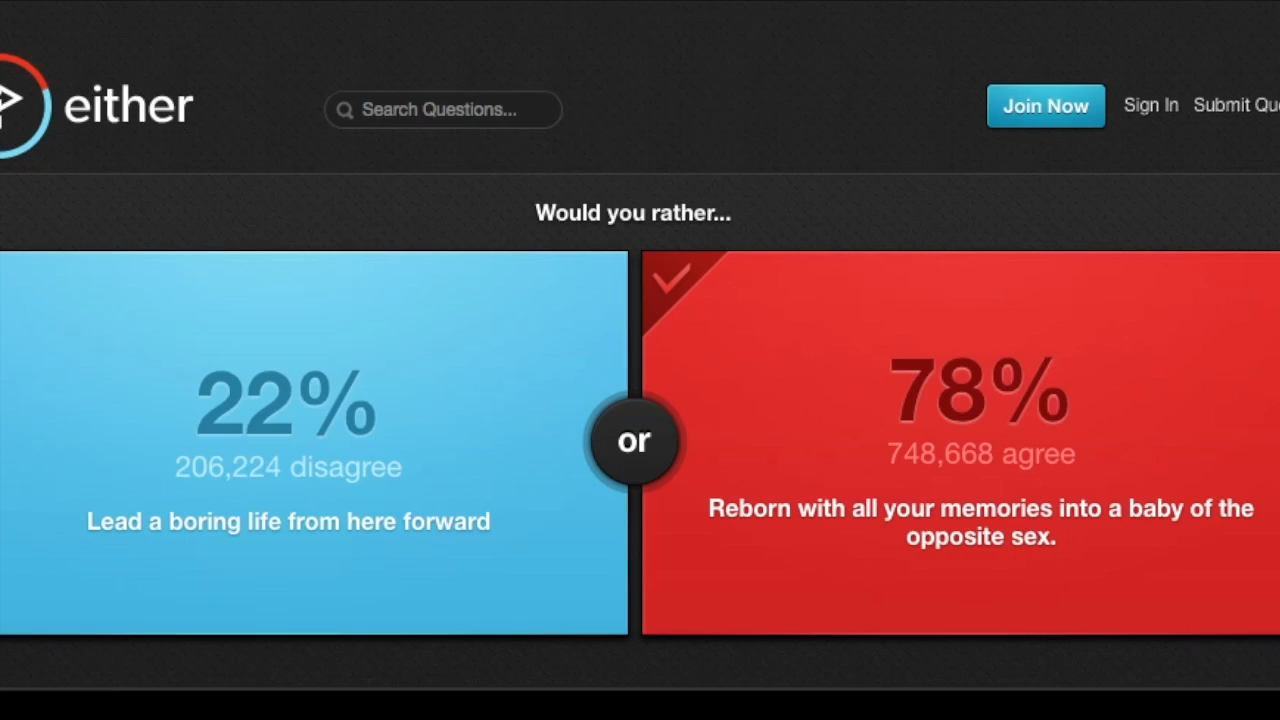 either
Search Questions...
Join Now
Sign In
Submit
Would you rather...
22%
206,224 disagree
Lead a boring life from here forward
or
78%
748,668 agree
Reborn with all your memories into a baby of the
opposite sex.